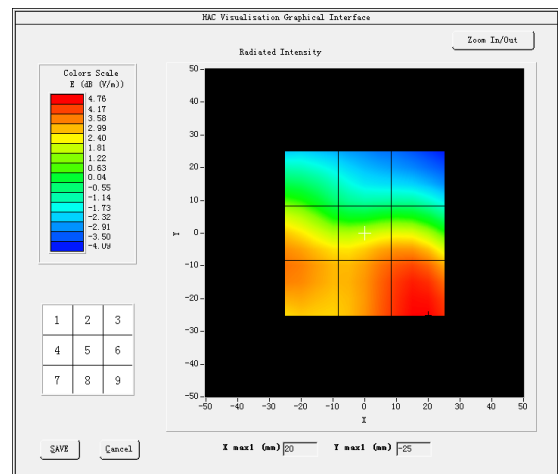 HAC Visualisation Graphical Interface
Zoom In/Out
Radiated Intensity
Colors Scale
E (dB (V/m))
4.76
4.17
3.58
2.99
2.40
1.81
1.22
0.63
0.04
-0.55
-1.14
-1.73
-2.32
-2.91
-3.50
-4.09
50
40
30
20
10
0
-10
-20
-30
-40
-50
Y
-50 -40 -30 -20 -10 0 10 20 30 40 50
X
1 2 3
4 5 6
7 8 9
SAVE Cancel
X max1 (mm) 20 Y max1 (mm) -25